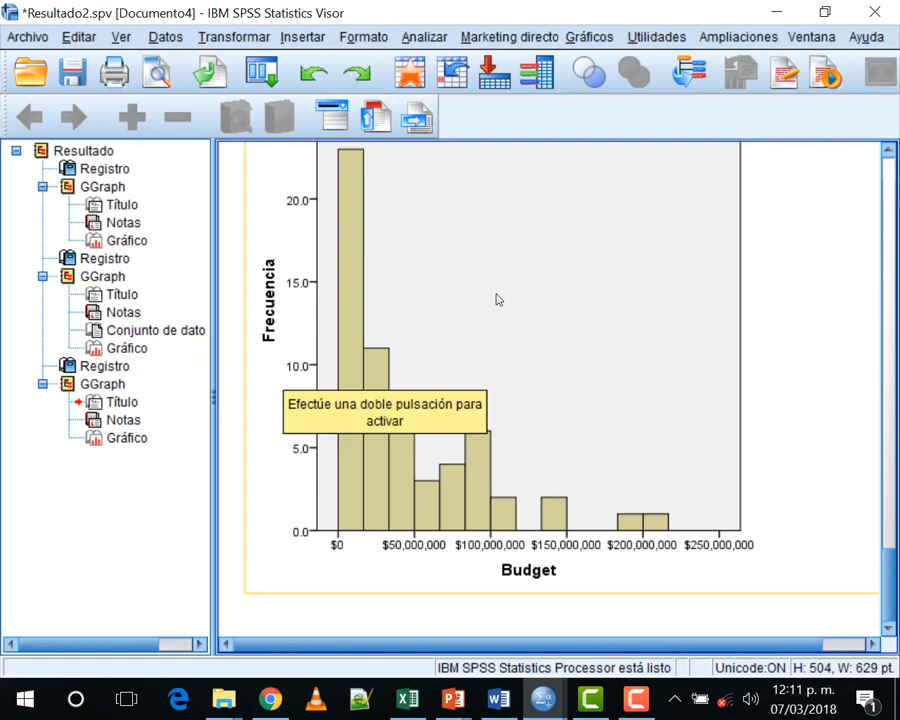 *Resultado2.spv [Documento4] - IBM SPSS Statistics Visor
Archivo Editar Ver Datos Transformar Insertar Formato Analizar Marketing directo Gráficos Utilidades Ampliaciones Ventana Ayuda
Resultado
Registro
GGraph
Título
Notas
Gráfico
Registro
GGraph
Título
Notas
Conjunto de dato
Gráfico
Registro
GGraph
Título
Notas
Gráfico
Frecuencia
20.0
15.0
10.0
Efectúe una doble pulsación para
activar
5.0
0.0
$0 $50,000,000 $100,000,000 $150,000,000 $200,000,000 $250,000,000
Budget
IBM SPSS Statistics Processor está listo Unicode:ON H: 504, W: 629 pt.
12:11 p. m.
07/03/2018
1